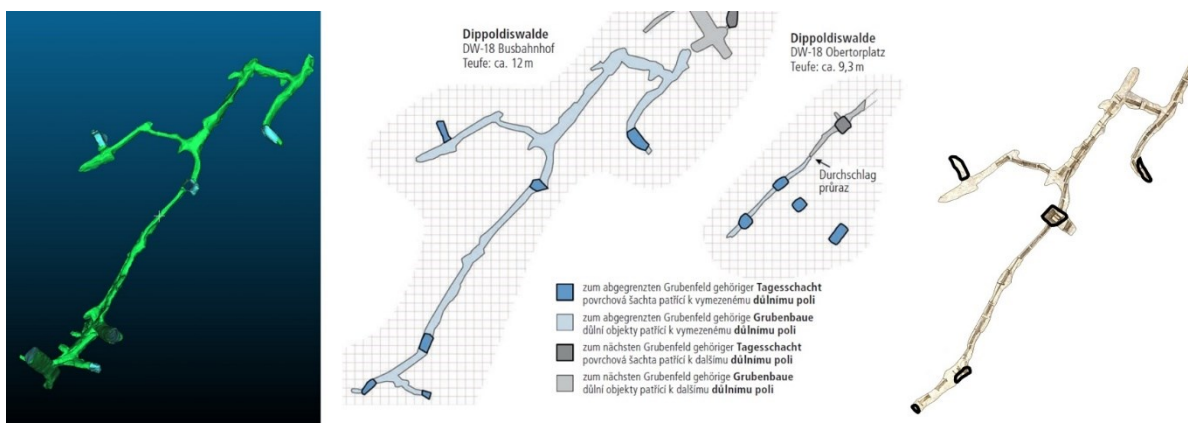 Dippoldiswalde
DW-18 Busbahnhof
Teufe: ca. 12 m
Dippoldiswalde
DW-18 Obertorplatz
Teufe: ca. 9,3 m
Durchschlag
průraz
zum abgegrenzten Grubenfeld gehöriger Tagesschacht
povrchová šachta patřící k vymezenému důlnímu poli
zum abgegrenzten Grubenfeld gehörige Grubenbaue
důlní objekty patřící k vymezenému důlnímu poli
zum nächsten Grubenfeld gehöriger Tagesschacht
povrchová šachta patřící k dalšímu důlnímu poli
zum nächsten Grubenfeld gehörige Grubenbaue
důlní objekty patřící k dalšímu důlnímu poli